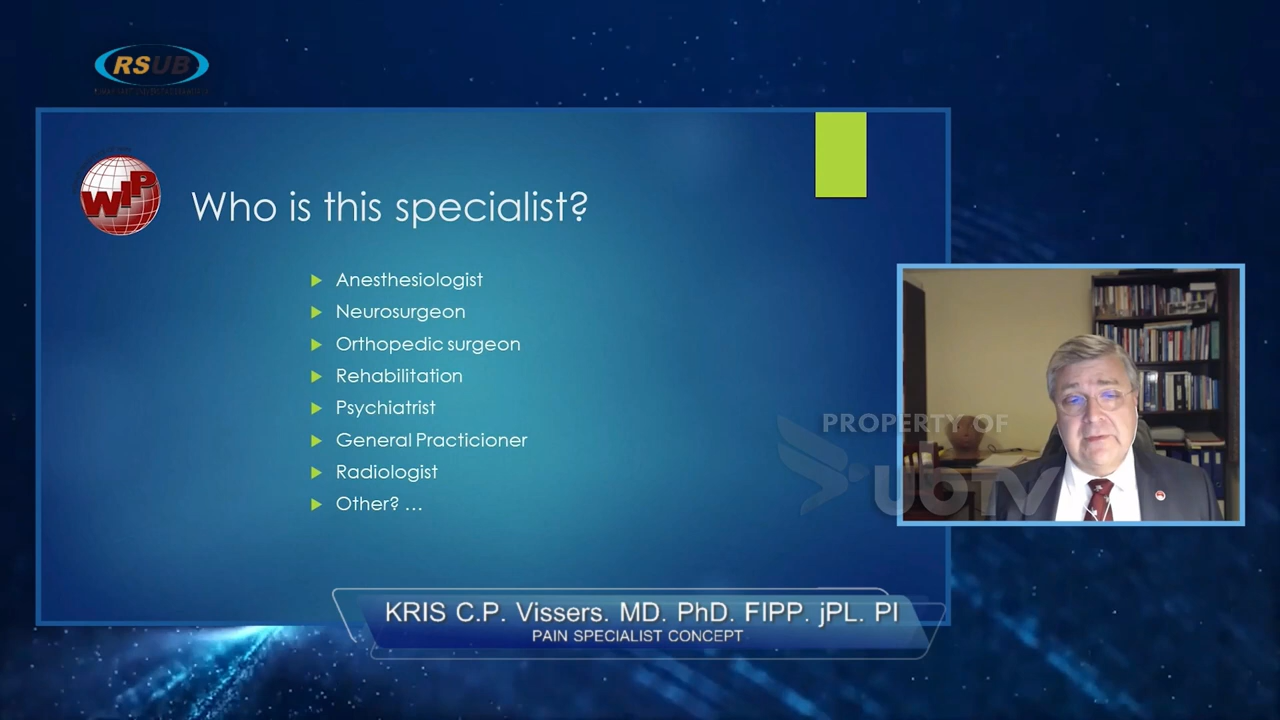 RSUB
WIP
Who is this specialist?
Anesthesiologist
Neurosurgeon
Orthopedic surgeon
Rehabilitation
Psychiatrist
General Practicioner
Radiologist
Other? …
PROPERTY OF
UBTV
KRIS C.P. Vissers. MD. PhD. FIPP. jPL. PI
PAIN SPECIALIST CONCEPT